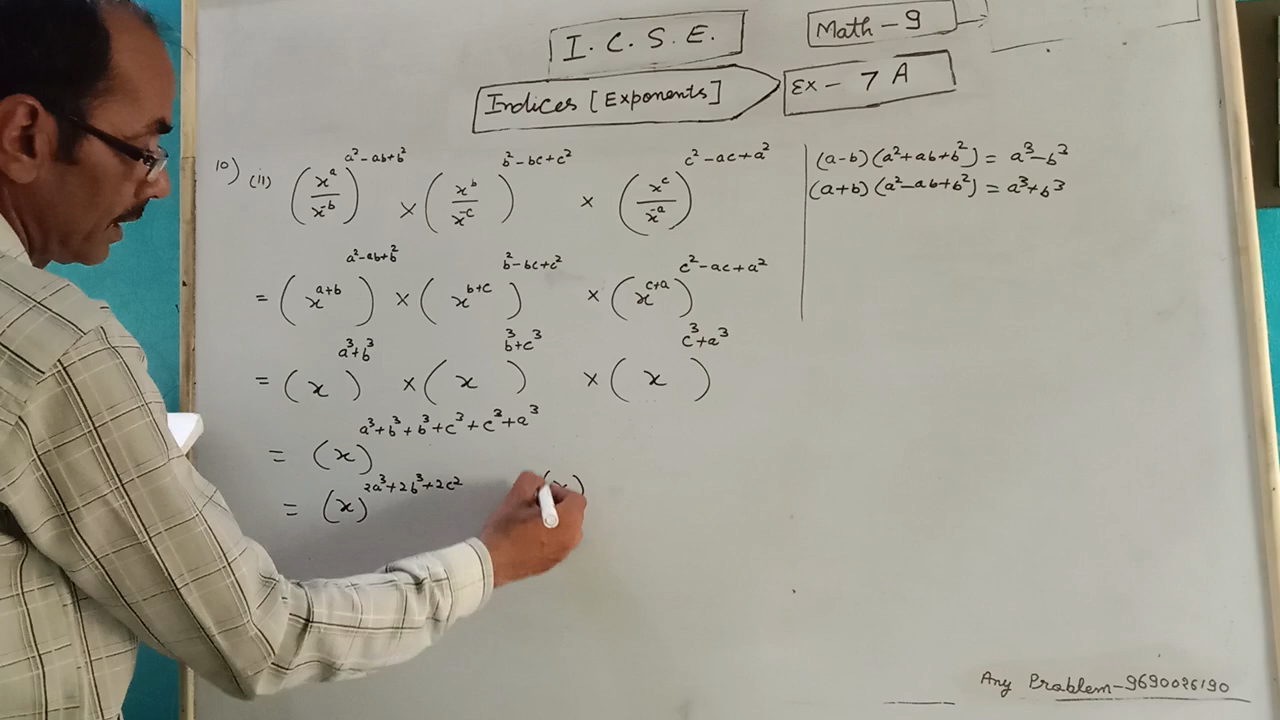 I.C.S.E.
Math - 9
Indices [Exponents]
Ex - 7 A
10) (ii) (x^a / x^-b)^a²-ab+b² × (x^b / x^-c)^b²-bc+c² × (x^c / x^-a)^c²-ac+a²
= (x^a+b)^a²-ab+b² × (x^b+c)^b²-bc+c² × (x^c+a)^c²-ac+a²
= (x)^a³+b³ × (x)^b³+c³ × (x)^c³+a³
= (x)^a³+b³+b³+c³+c³+a³
= (x)^2a³+2b³+2c² (x)
(a-b)(a²+ab+b²) = a³-b³
(a+b)(a²-ab+b²) = a³+b³
Any Problem-9690026190